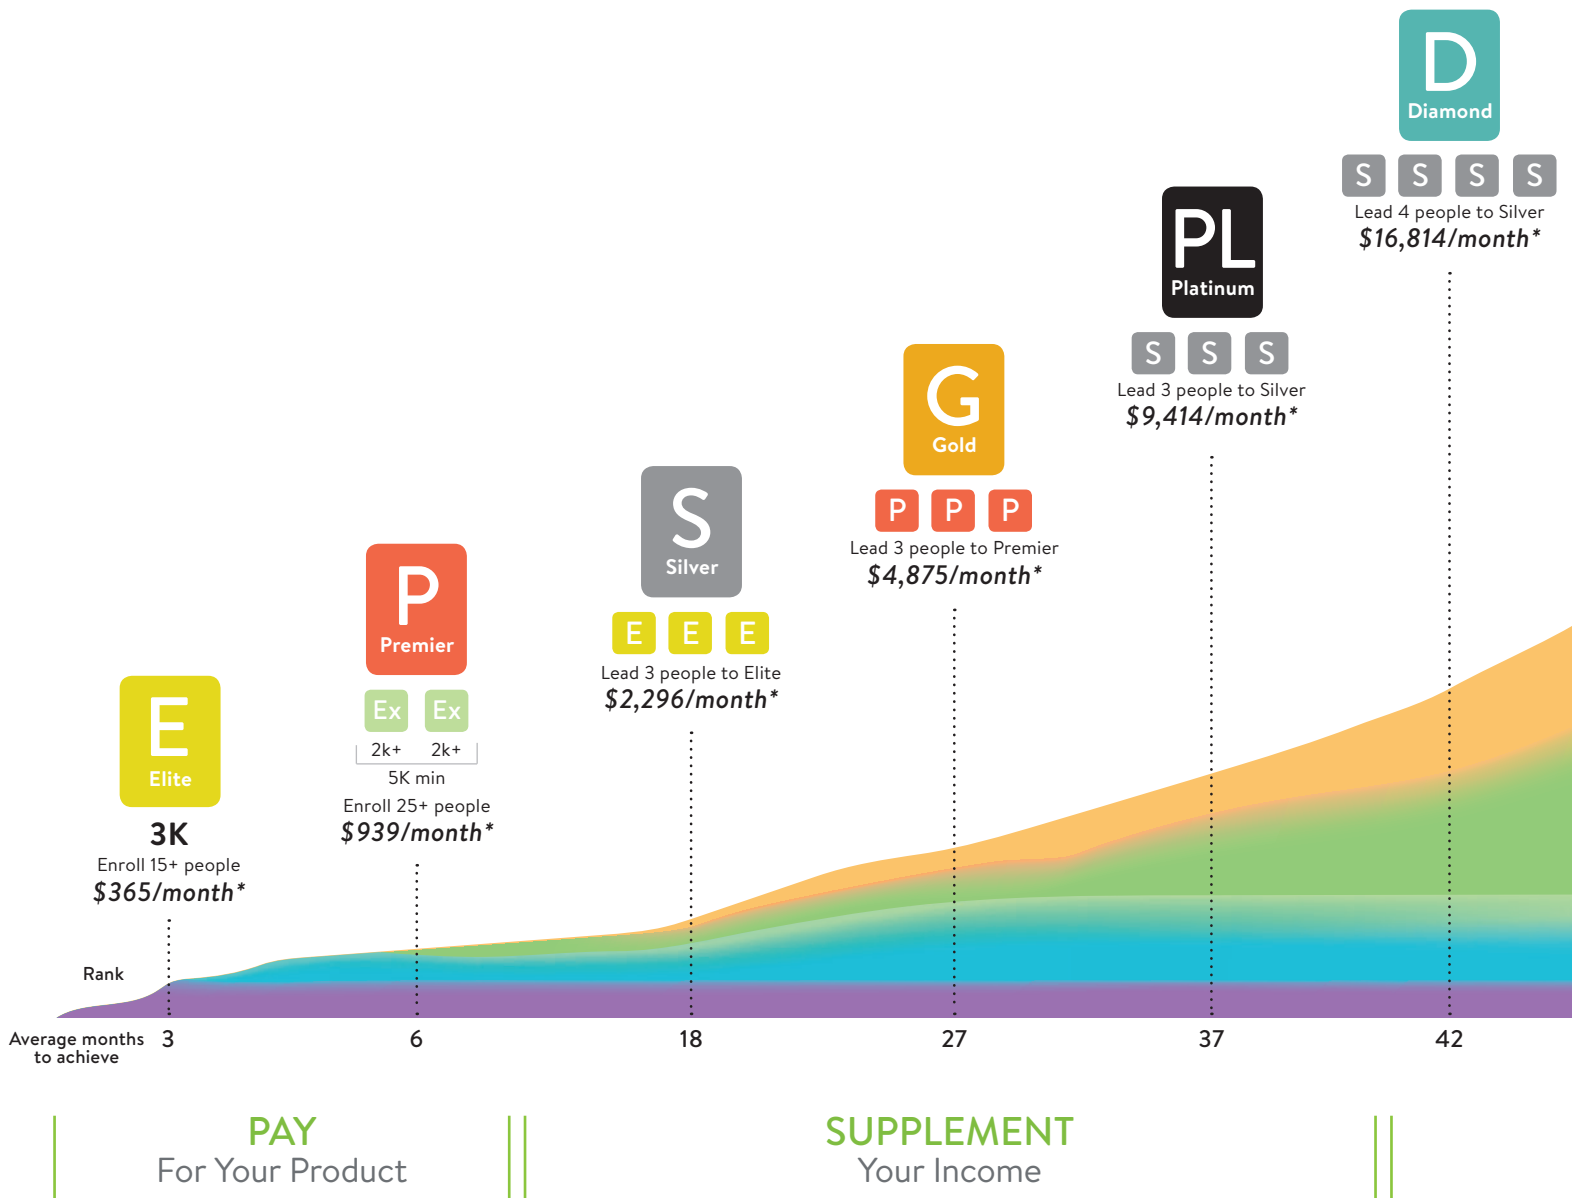 D
Diamond
S S S S
Lead 4 people to Silver
$16,814/month*
PL
Platinum
S S S
Lead 3 people to Silver
$9,414/month*
G
Gold
P P P
Lead 3 people to Premier
$4,875/month*
S
Silver
E E E
Lead 3 people to Elite
$2,296/month*
P
Premier
Ex Ex
2k+ 2k+
5K min
Enroll 25+ people
$939/month*
E
Elite
3K
Enroll 15+ people
$365/month*
Rank
Average months
to achieve
3 6 18 27 37 42
PAY
For Your Product
SUPPLEMENT
Your Income